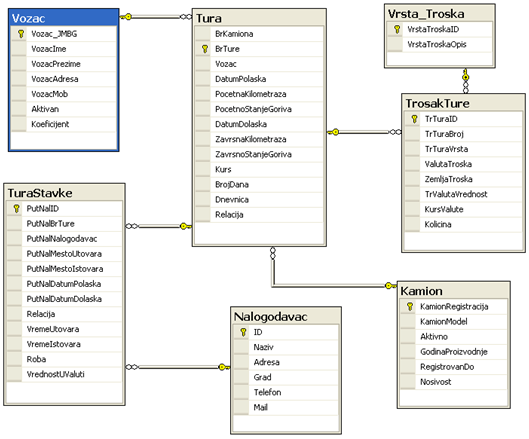 Vozac
Vozac_JMBG
VozacIme
VozacPrezime
VozacAdresa
VozacMob
Aktivan
Koeficijent
Tura
BrKamiona
BrTure
Vozac
DatumPolaska
PocetnaKilometraza
PocetnoStanjeGoriva
DatumDolaska
ZavrsnaKilometraza
ZavrsnoStanjeGoriva
Kurs
BrojDana
Dnevnica
Relacija
Vrsta_Troska
VrstaTroskaID
VrstaTroskaOpis
TrosakTure
TrTuraID
TrTuraBroj
TrTuraVrsta
ValutaTroska
ZemljaTroska
TrValutaVrednost
KursValute
Kolicina
TuraStavke
PutNalID
PutNalBrTure
PutNalNalogodavac
PutNalMestoUtovara
PutNalMestoIstovara
PutNalDatumPolaska
PutNalDatumDolaska
Relacija
VremeUtovara
VremeIstovara
Roba
VrednostUValuti
Nalogodavac
ID
Naziv
Adresa
Grad
Telefon
Mail
Kamion
KamionRegistracija
KamionModel
Aktivno
GodinaProizvodnje
RegistrovanDo
Nosivost